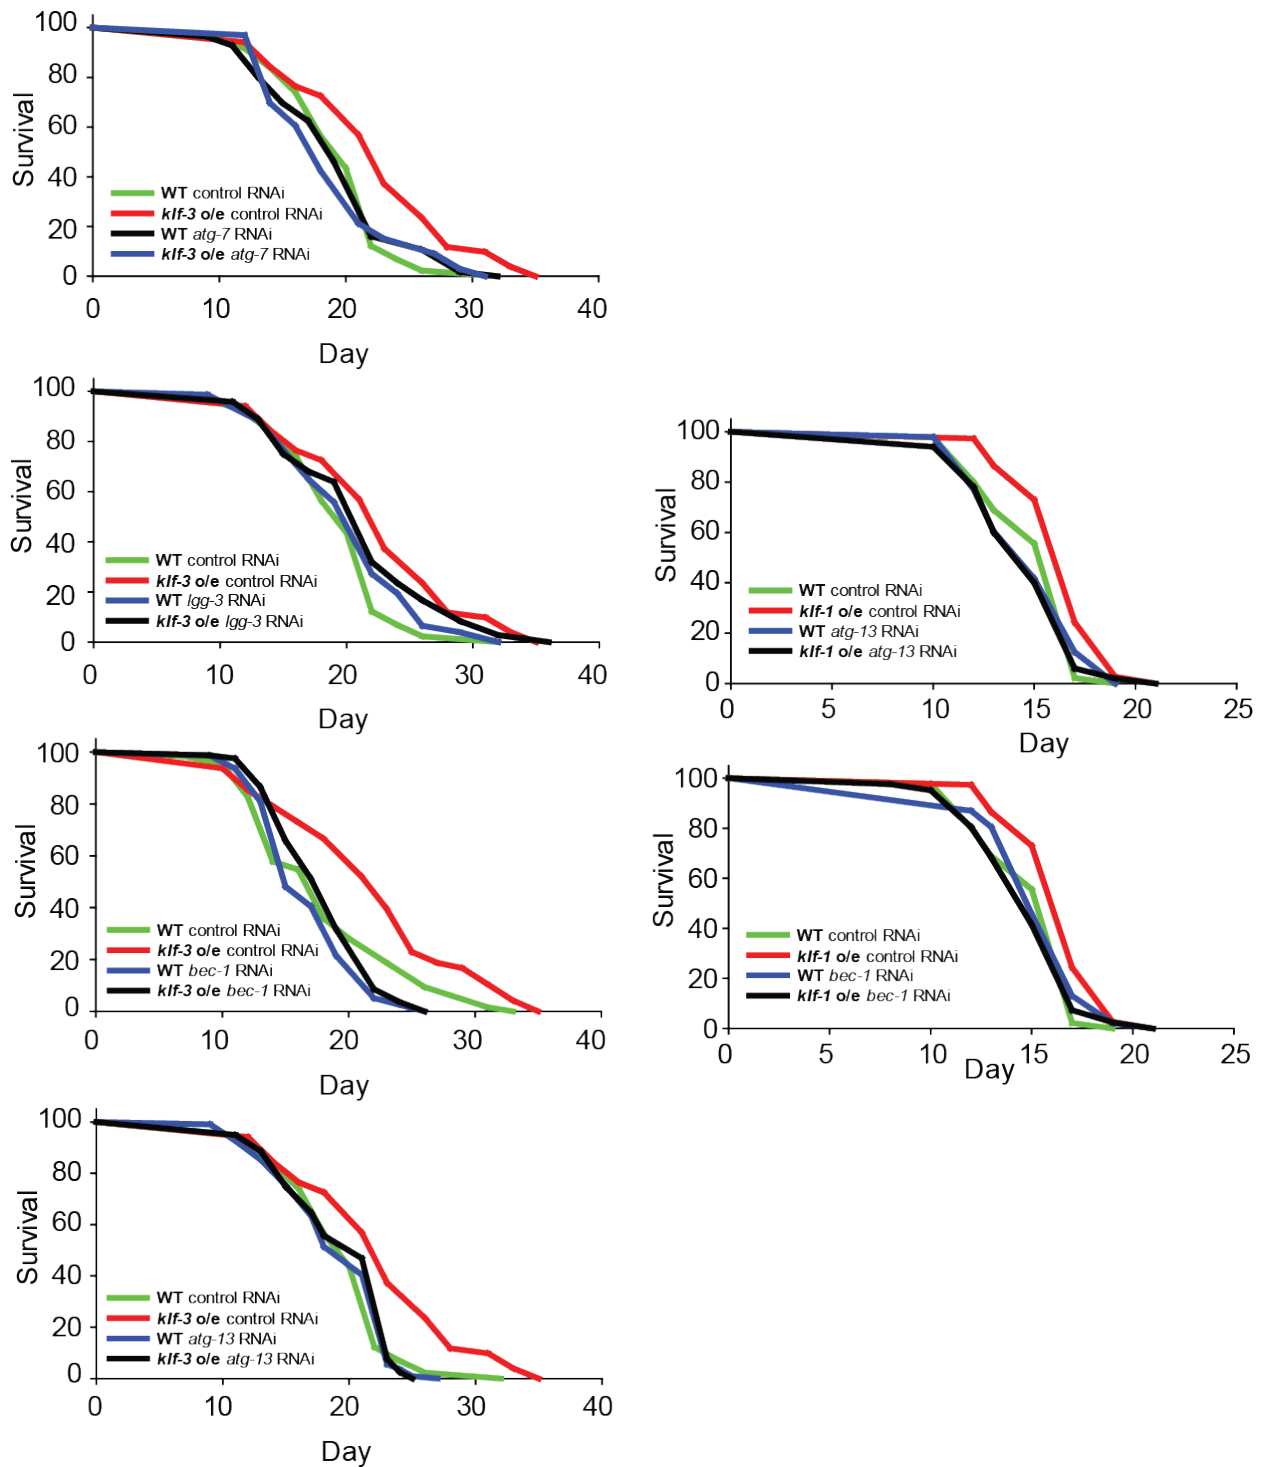 100
80
60
40
20
0
Survival
WT control RNAi
klf-3 o/e control RNAi
WT atg-7 RNAi
klf-3 o/e atg-7 RNAi
0 10 20 30 40
Day
100
80
60
40
20
0
Survival
WT control RNAi
klf-3 o/e control RNAi
WT lgg-3 RNAi
klf-3 o/e lgg-3 RNAi
0 10 20 30 40
Day
100
80
60
40
20
0
Survival
WT control RNAi
klf-3 o/e control RNAi
WT bec-1 RNAi
klf-3 o/e bec-1 RNAi
0 10 20 30 40
Day
100
80
60
40
20
0
Survival
WT control RNAi
klf-3 o/e control RNAi
WT atg-13 RNAi
klf-3 o/e atg-13 RNAi
0 10 20 30 40
Day
100
80
60
40
20
0
Survival
WT control RNAi
klf-1 o/e control RNAi
WT atg-13 RNAi
klf-1 o/e atg-13 RNAi
0 5 10 15 20 25
Day
100
80
60
40
20
0
Survival
WT control RNAi
klf-1 o/e control RNAi
WT bec-1 RNAi
klf-1 o/e bec-1 RNAi
0 5 10 15 20 25
Day